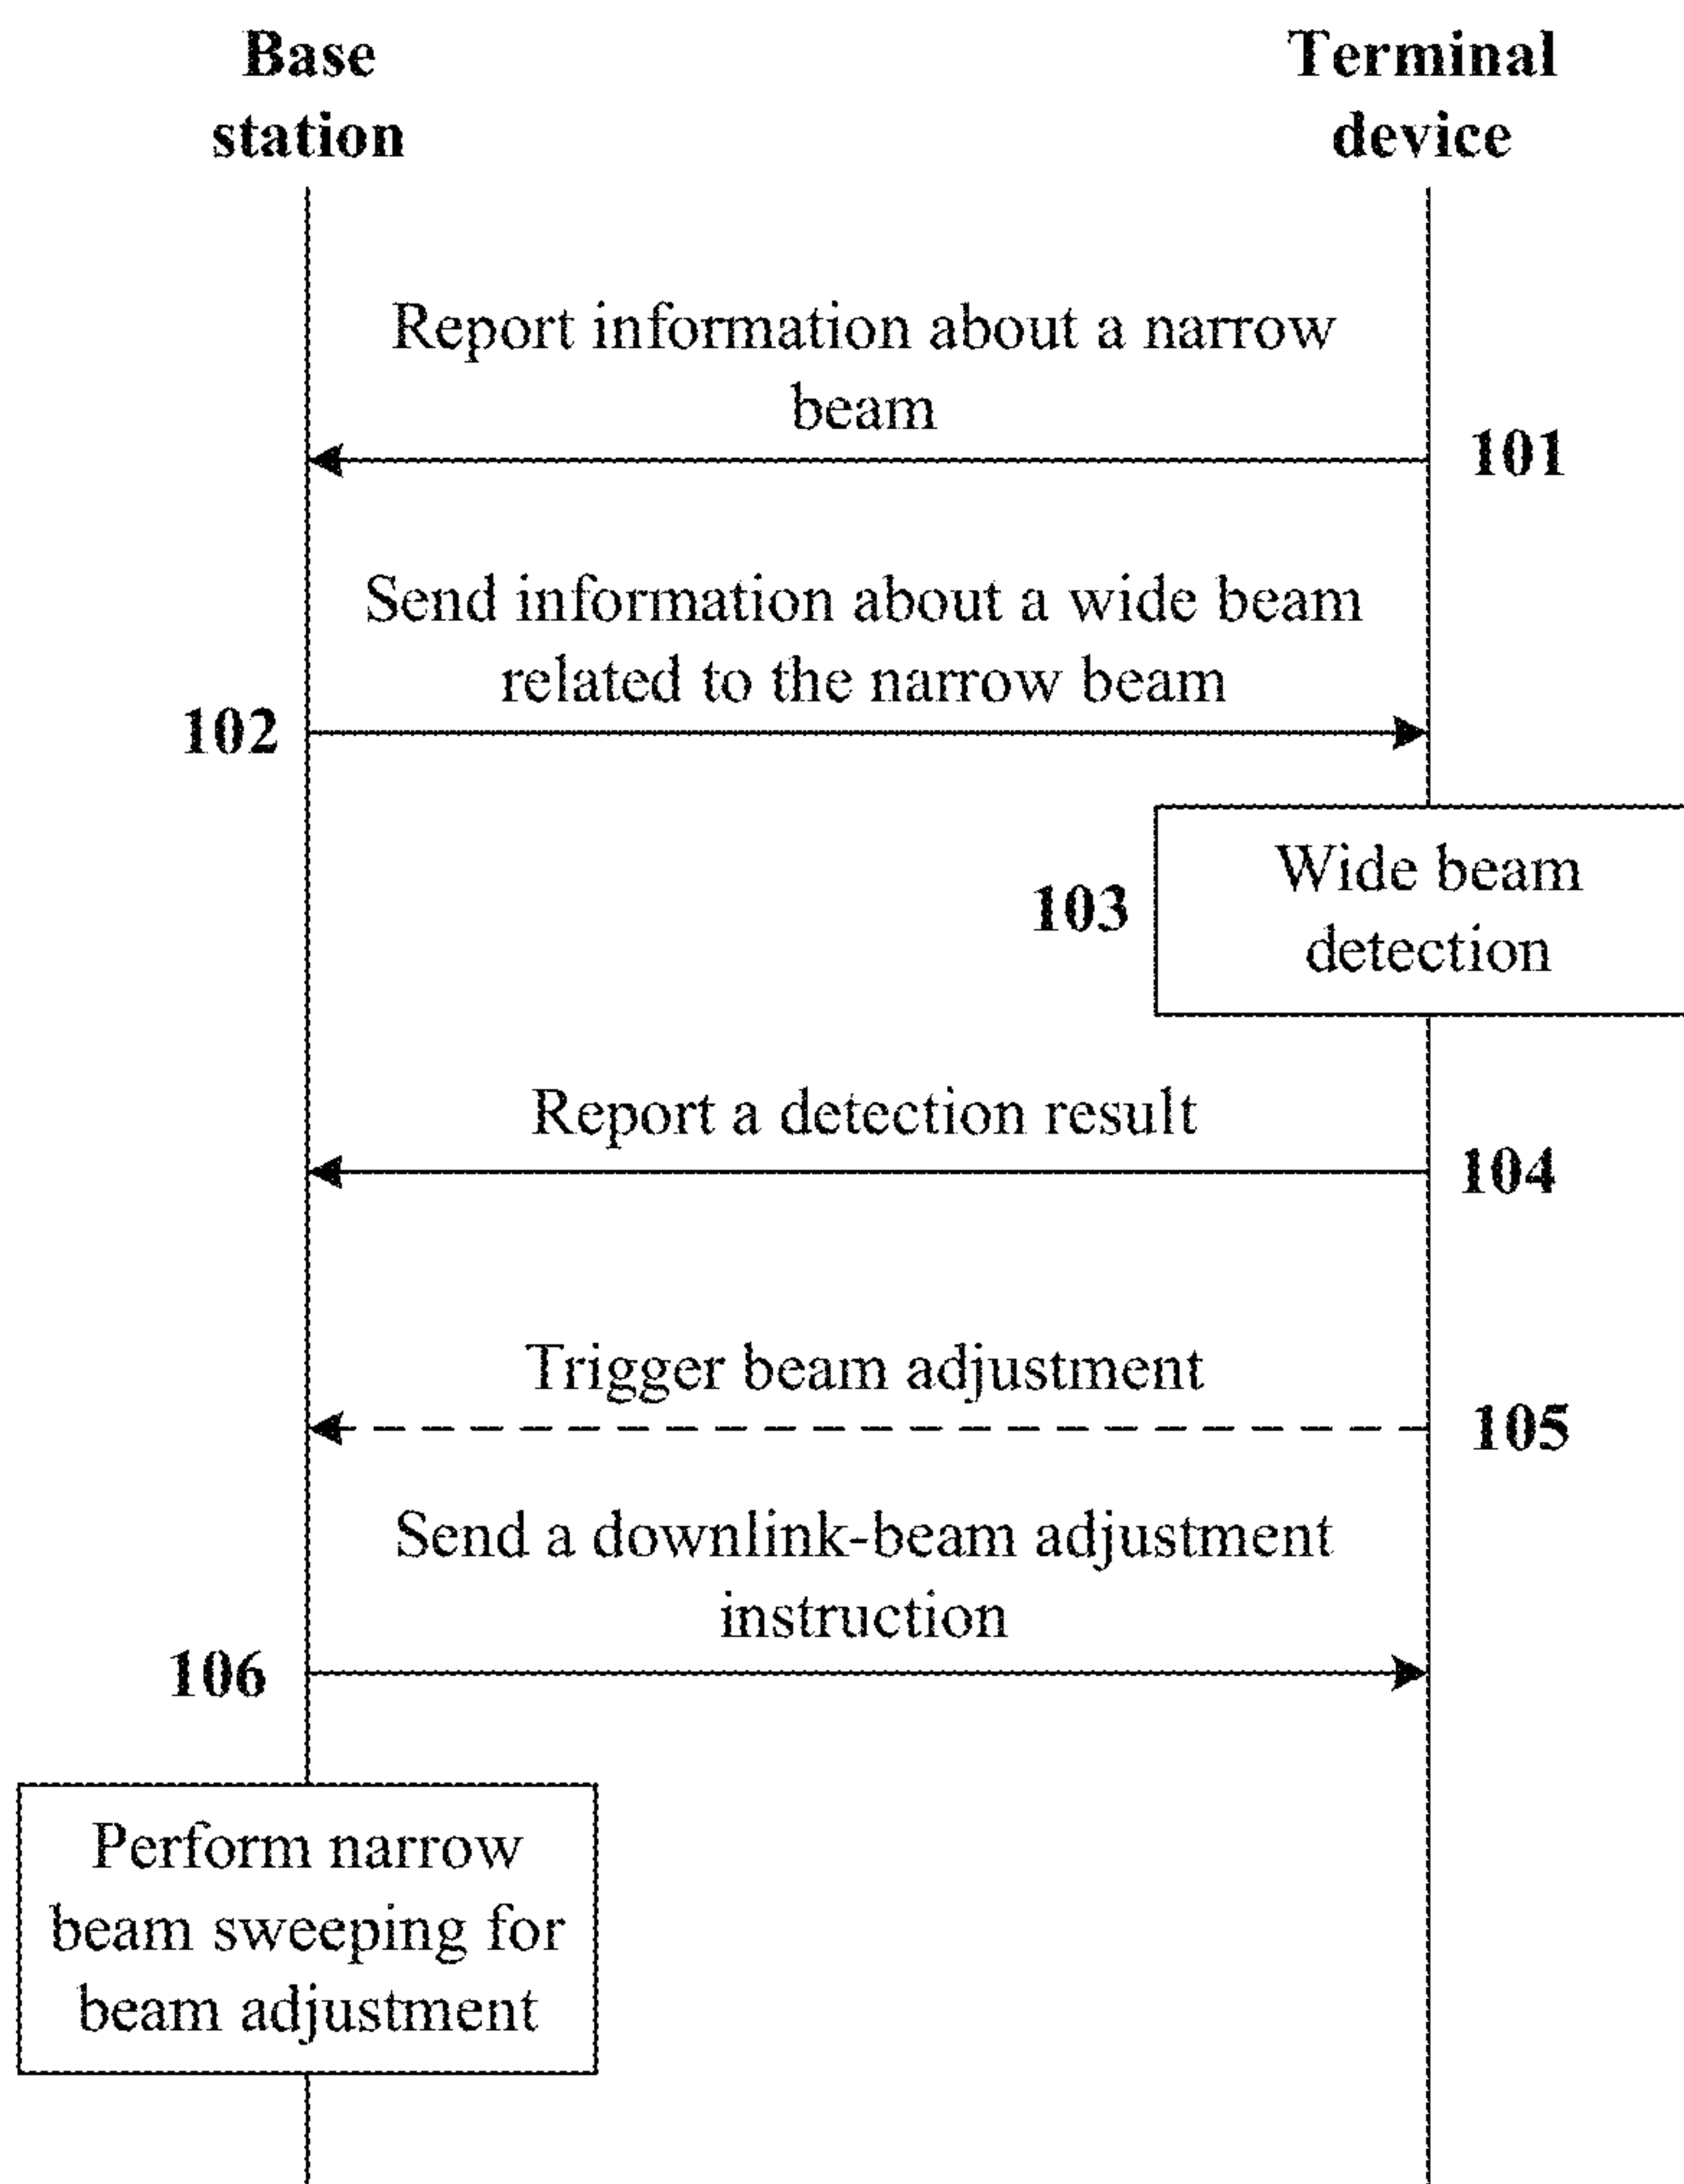 Base
station
Terminal
device
Report information about a narrow
beam
101
Send information about a wide beam
related to the narrow beam
102
Wide beam
detection
103
Report a detection result
104
Trigger beam adjustment
105
Send a downlink-beam adjustment
instruction
106
Perform narrow
beam sweeping for
beam adjustment